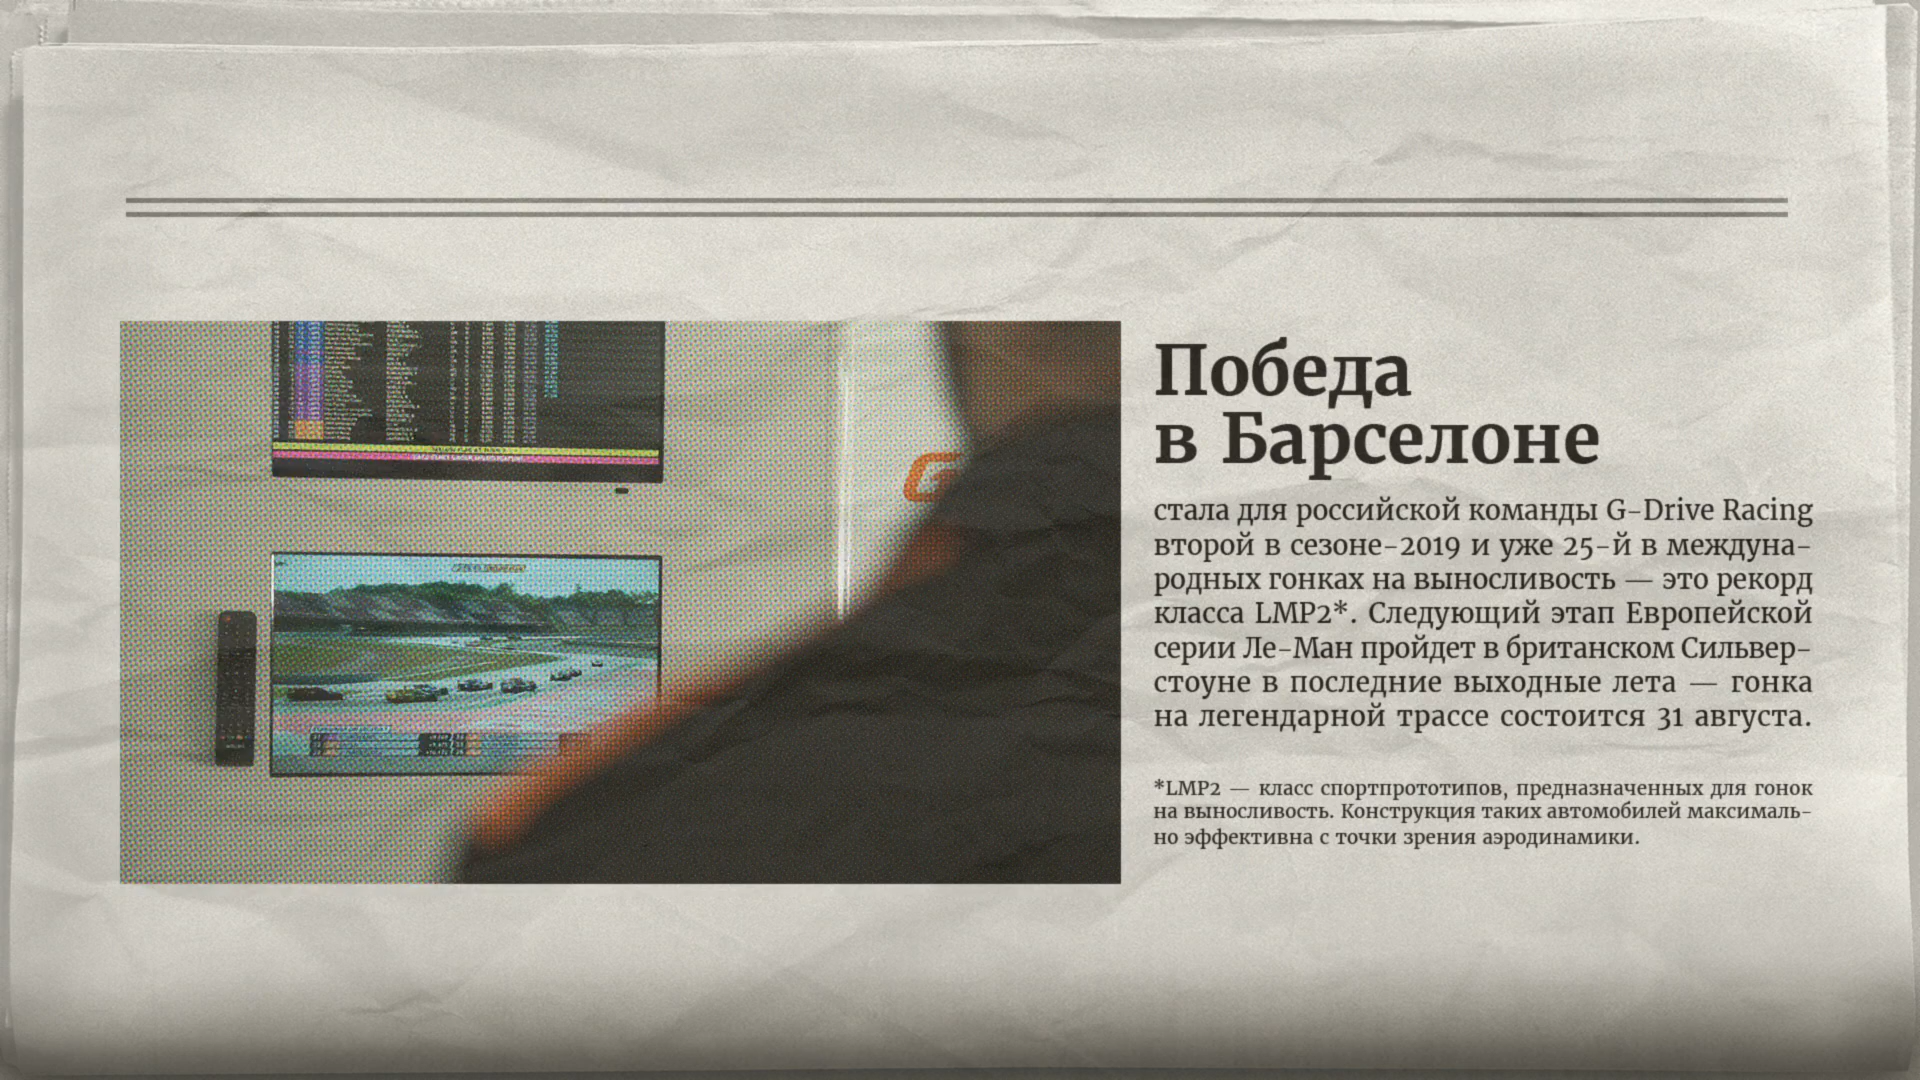 Победа
в Барселоне
стала для российской команды G-Drive Racing
второй в сезоне-2019 и уже 25-й в междуна-
родных гонках на выносливость — это рекорд
класса LMP2*. Следующий этап Европейской
серии Ле-Ман пройдет в британском Сильвер-
стоуне в последние выходные лета — гонка
на легендарной трассе состоится 31 августа.
*LMP2 — класс спортпрототипов, предназначенных для гонок
на выносливость. Конструкция таких автомобилей максималь-
но эффективна с точки зрения аэродинамики.